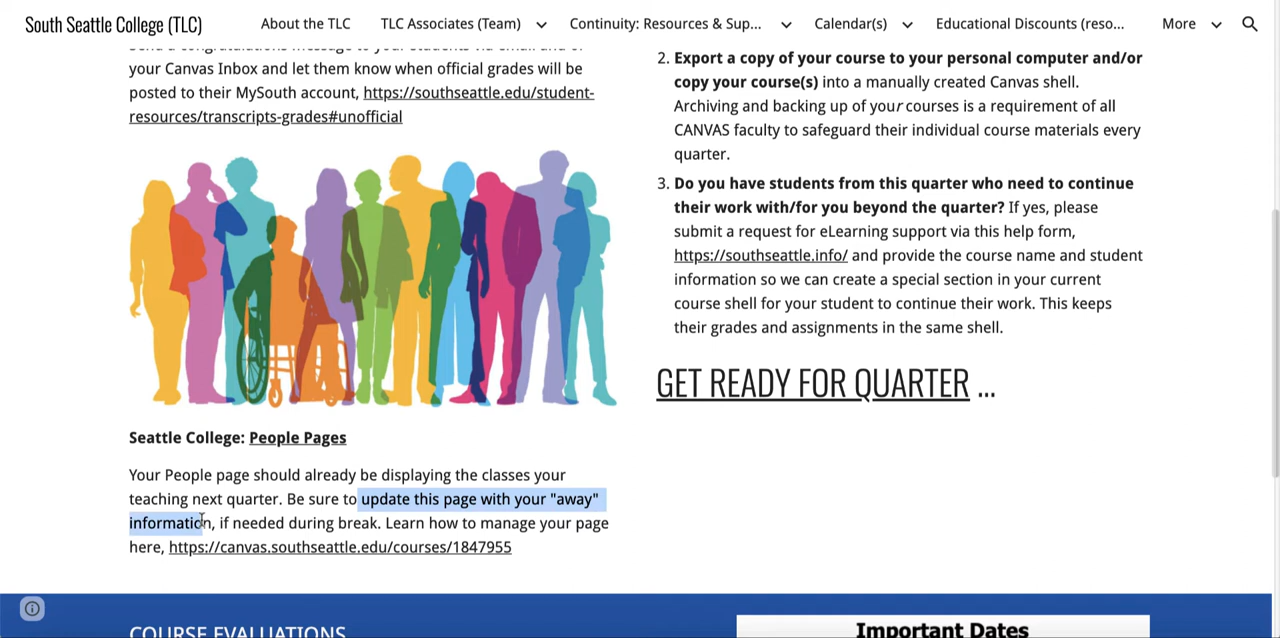 South Seattle College (TLC)
About the TLC
TLC Associates (Team)
Continuity: Resources & Sup...
Calendar(s)
Educational Discounts (reso...
More
your Canvas Inbox and let them know when official grades will be
posted to their MySouth account, https://southseattle.edu/student-
resources/transcripts-grades#unofficial
Seattle College: People Pages
Your People page should already be displaying the classes your
teaching next quarter. Be sure to update this page with your "away"
information, if needed during break. Learn how to manage your page
here, https://canvas.southseattle.edu/courses/1847955
2. Export a copy of your course to your personal computer and/or
copy your course(s) into a manually created Canvas shell.
Archiving and backing up of your courses is a requirement of all
CANVAS faculty to safeguard their individual course materials every
quarter.
3. Do you have students from this quarter who need to continue
their work with/for you beyond the quarter? If yes, please
submit a request for eLearning support via this help form,
https://southseattle.info/ and provide the course name and student
information so we can create a special section in your current
course shell for your student to continue their work. This keeps
their grades and assignments in the same shell.
GET READY FOR QUARTER ...
COURSE EVALUATIONS
Important Dates